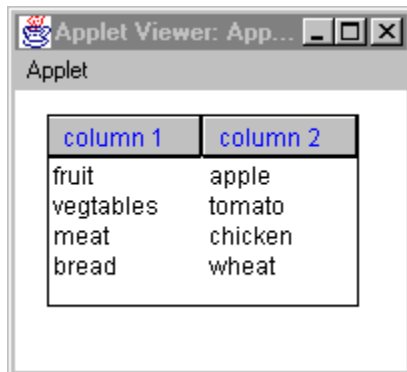 Applet Viewer: App...
Applet
column 1 column 2
fruit apple
vegtables tomato
meat chicken
bread wheat